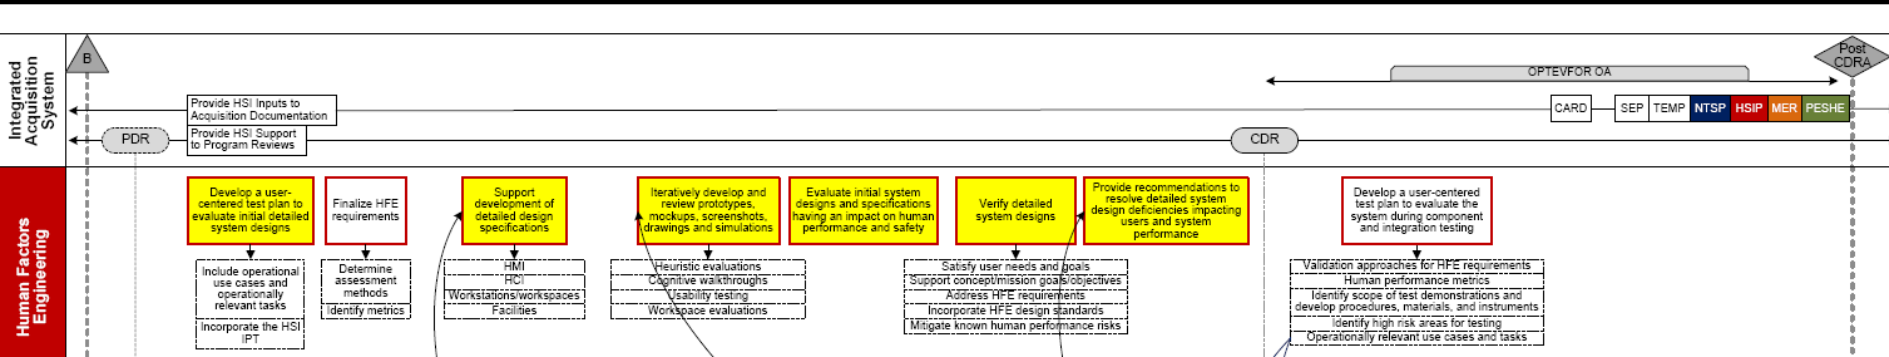 Integrated
Acquisition
System
B
Post
CDRA
OPTEVFOR OA
Provide HSI Inputs to
Acquisition Documentation
CARD
SEP
TEMP
NTSP
HSIP
MER
PESHE
PDR
Provide HSI Support
to Program Reviews
CDR
Human Factors
Engineering
Develop a user-
centered test plan to
evaluate initial detailed
system designs
Finalize HFE
requirements
Support
development of
detailed design
specifications
Iteratively develop and
review prototypes,
mockups, screenshots,
drawings and simulations
Evaluate initial system
designs and specifications
having an impact on human
performance and safety
Verify detailed
system designs
Provide recommendations to
resolve detailed system
design deficiencies impacting
users and system
performance
Develop a user-centered
test plan to evaluate the
system during component
and integration testing
Include operational
use cases and
operationally
relevant tasks
Incorporate the HSI
IPT
Determine
assessment
methods
Identify metrics
HMI
HCI
Workstations/workspaces
Facilities
Heuristic evaluations
Cognitive walkthroughs
Usability testing
Workspace evaluations
Satisfy user needs and goals
Support concept/mission goals/objectives
Address HFE requirements
Incorporate HFE design standards
Mitigate known human performance risks
Validation approaches for HFE requirements
Human performance metrics
Identify scope of test demonstrations and
develop procedures, materials, and instruments
Identify high risk areas for testing
Operationally relevant use cases and tasks